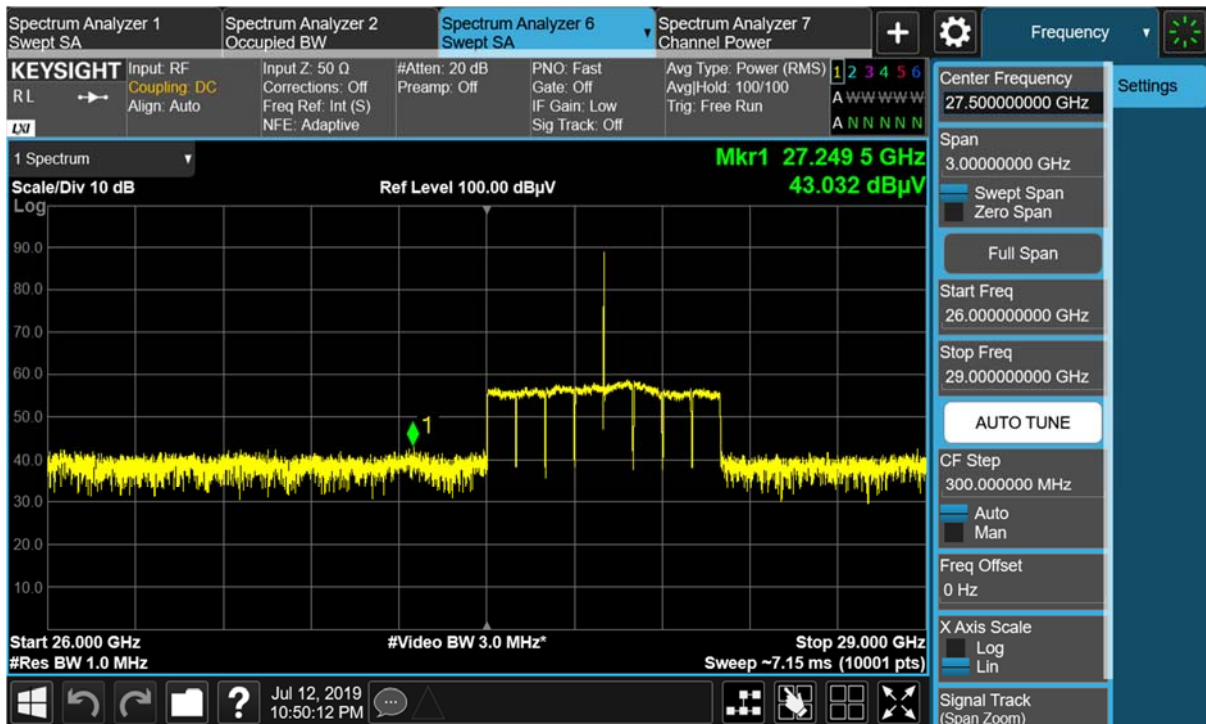 Spectrum Analyzer 1
Swept SA
Spectrum Analyzer 2
Occupied BW
Spectrum Analyzer 6
Swept SA
Spectrum Analyzer 7
Channel Power
+
Frequency
KEYSIGHT
RL
LXI
Input: RF
Coupling: DC
Align: Auto
Input Z: 50 Ω
Corrections: Off
Freq Ref: Int (S)
NFE: Adaptive
#Atten: 20 dB
Preamp: Off
PNO: Fast
Gate: Off
IF Gain: Low
Sig Track: Off
Avg Type: Power (RMS)
Avg|Hold: 100/100
Trig: Free Run
1 2 3 4 5 6
A W W W W W
A N N N N N
1 Spectrum
Scale/Div 10 dB
Ref Level 100.00 dBµV
Mkr1 27.249 5 GHz
43.032 dBµV
Log
90.0
80.0
70.0
60.0
50.0
40.0
30.0
20.0
10.0
1
Start 26.000 GHz
#Res BW 1.0 MHz
#Video BW 3.0 MHz*
Stop 29.000 GHz
Sweep ~7.15 ms (10001 pts)
?
Jul 12, 2019
10:50:12 PM
Center Frequency
27.500000000 GHz
Settings
Span
3.00000000 GHz
Swept Span
Zero Span
Full Span
Start Freq
26.000000000 GHz
Stop Freq
29.000000000 GHz
AUTO TUNE
CF Step
300.000000 MHz
Auto
Man
Freq Offset
0 Hz
X Axis Scale
Log
Lin
Signal Track
(Span Zoom)